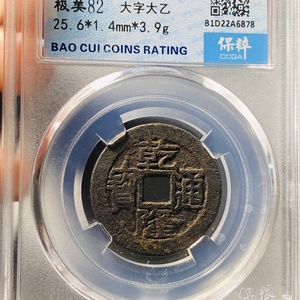 极美82 大字大乙
25.6*1.4mm*3.9g
B1D22A6878
BAO CUI COINS RATING
保粹
CCGA
乾隆通寶